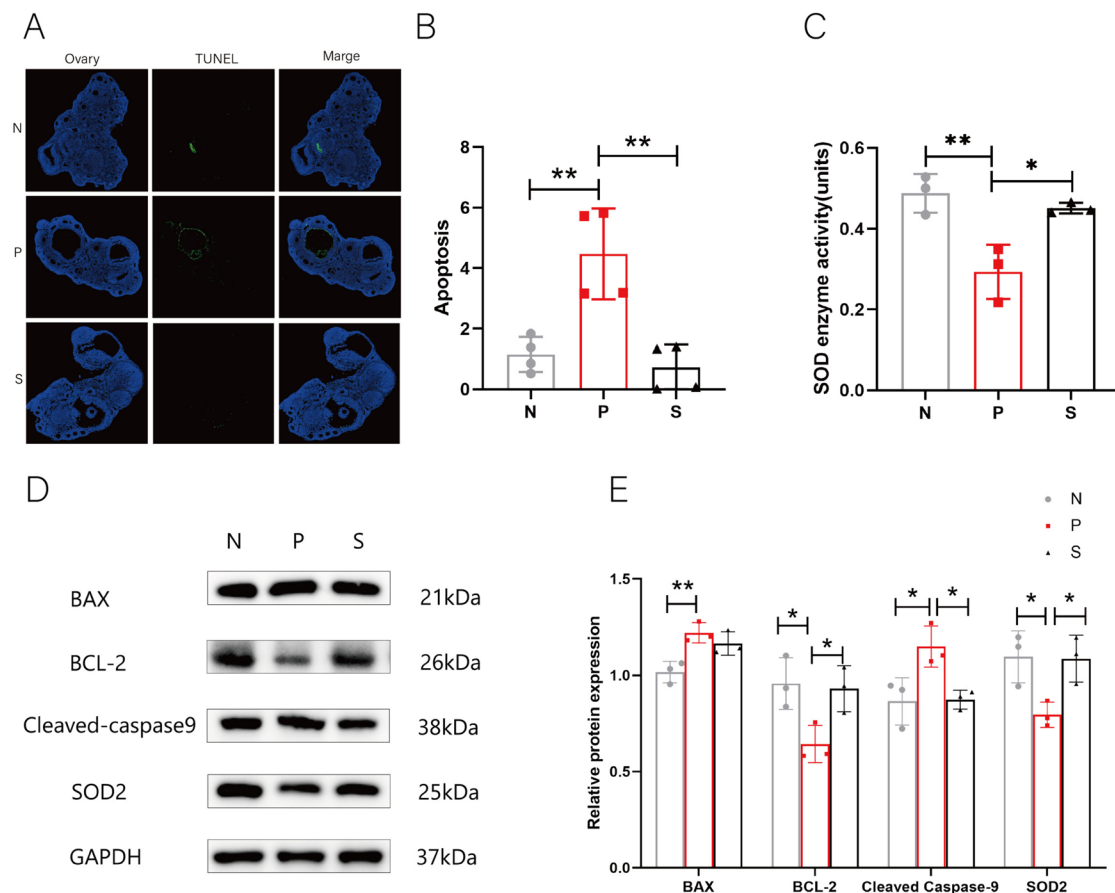 A
Ovary TUNEL Marge
N
P
S
B
Apoptosis
8
6
4
2
0
**
**
N P S
C
SOD enzyme activity(units)
0.6
0.4
0.2
0.0
**
*
N P S
D
N P S
BAX 21kDa
BCL-2 26kDa
Cleaved-caspase9 38kDa
SOD2 25kDa
GAPDH 37kDa
E
N
P
S
Relative protein expression
1.5
1.0
0.5
0.0
**
*
*
*
*
*
*
BAX BCL-2 Cleaved Caspase-9 SOD2